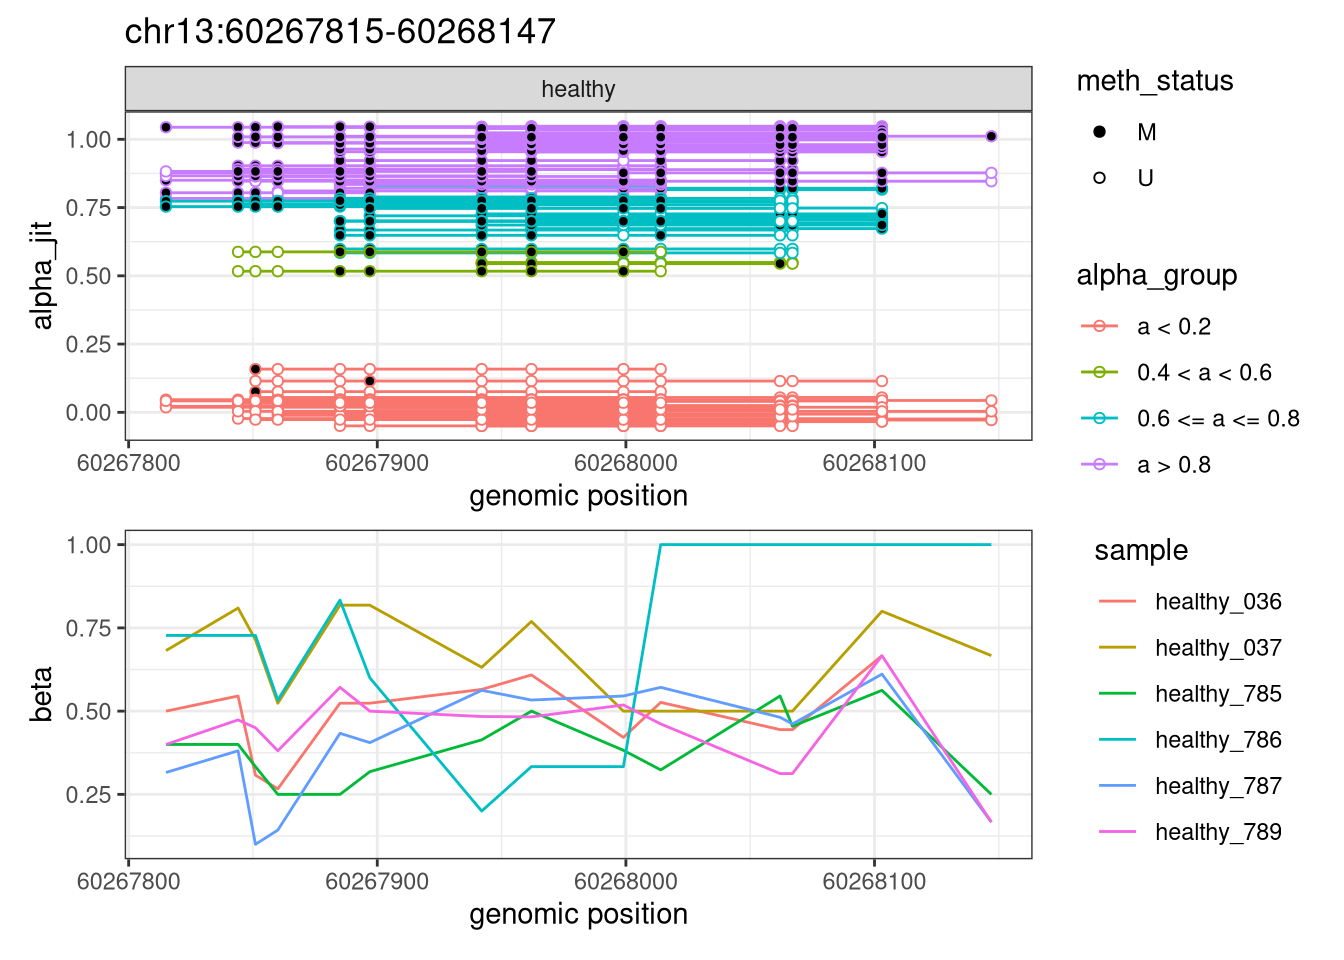 chr13:60267815-60268147
healthy
1.00
0.75
0.50
0.25
0.00
alpha_jit
60267800 60267900 60268000 60268100
genomic position
meth_status
M
U
alpha_group
a < 0.2
0.4 < a < 0.6
0.6 <= a <= 0.8
a > 0.8
1.00
0.75
0.50
0.25
beta
60267800 60267900 60268000 60268100
genomic position
sample
healthy_036
healthy_037
healthy_785
healthy_786
healthy_787
healthy_789